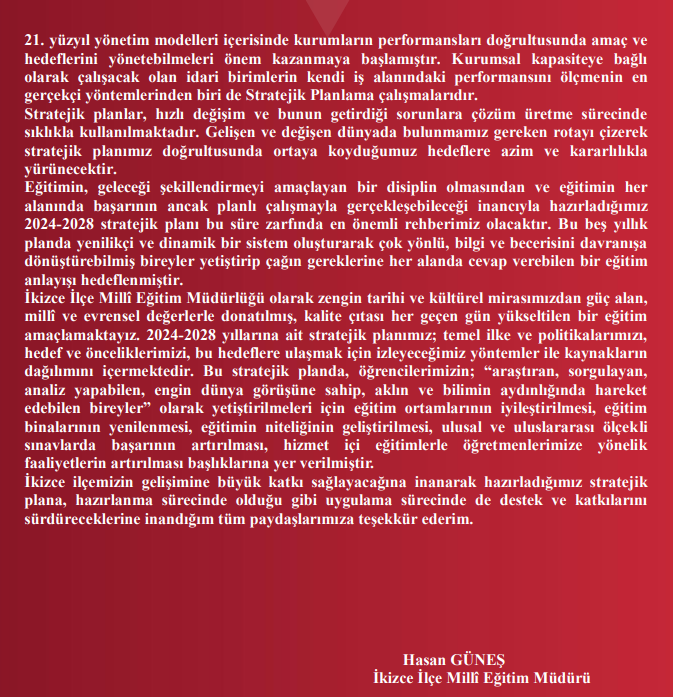 21. yüzyıl yönetim modelleri içerisinde kurumların performansları doğrultusunda amaç ve
hedeflerini yönetebilmeleri önem kazanmaya başlamıştır. Kurumsal kapasiteye bağlı
olarak çalışacak olan idari birimlerin kendi iş alanındaki performansını ölçmenin en
gerçekçi yöntemlerinden biri de Stratejik Planlama çalışmalarıdır.
Stratejik planlar, hızlı değişim ve bunun getirdiği sorunlara çözüm üretme sürecinde
sıklıkla kullanılmaktadır. Gelişen ve değişen dünyada bulunmamız gereken rotayı çizerek
stratejik planımız doğrultusunda ortaya koyduğumuz hedeflere azim ve kararlılıkla
yürünecektir.
Eğitimin, geleceği şekillendirmeyi amaçlayan bir disiplin olmasından ve eğitimin her
alanında başarının ancak planlı çalışmayla gerçekleşebileceği inancıyla hazırladığımız
2024-2028 stratejik planı bu süre zarfında en önemli rehberimiz olacaktır. Bu beş yıllık
planda yenilikçi ve dinamik bir sistem oluşturarak çok yönlü, bilgi ve becerisini davranışa
dönüştürebilmiş bireyler yetiştirip çağın gereklerine her alanda cevap verebilen bir eğitim
anlayışı hedeflenmiştir.
İkizce İlçe Millî Eğitim Müdürlüğü olarak zengin tarihi ve kültürel mirasımızdan güç alan,
millî ve evrensel değerlerle donatılmış, kalite çıtası her geçen gün yükseltilen bir eğitim
amaçlamaktayız. 2024-2028 yıllarına ait stratejik planımız; temel ilke ve politikalarımızı,
hedef ve önceliklerimizi, bu hedeflere ulaşmak için izleyeceğimiz yöntemler ile kaynakların
dağılımını içermektedir. Bu stratejik planda, öğrencilerimizin; “araştıran, sorgulayan,
analiz yapabilen, engin dünya görüşüne sahip, aklın ve bilimin aydınlığında hareket
edebilen bireyler” olarak yetiştirilmeleri için eğitim ortamlarının iyileştirilmesi, eğitim
binalarının yenilenmesi, eğitimin niteliğinin geliştirilmesi, ulusal ve uluslararası ölçekli
sınavlarda başarının artırılması, hizmet içi eğitimlerle öğretmenlerimize yönelik
faaliyetlerin artırılması başlıklarına yer verilmiştir.
İkizce ilçemizin gelişimine büyük katkı sağlayacağına inanarak hazırladığımız stratejik
plana, hazırlanma sürecinde olduğu gibi uygulama sürecinde de destek ve katkılarını
sürdüreceklerine inandığım tüm paydaşlarımıza teşekkür ederim.
Hasan GÜNEŞ
İkizce İlçe Millî Eğitim Müdürü